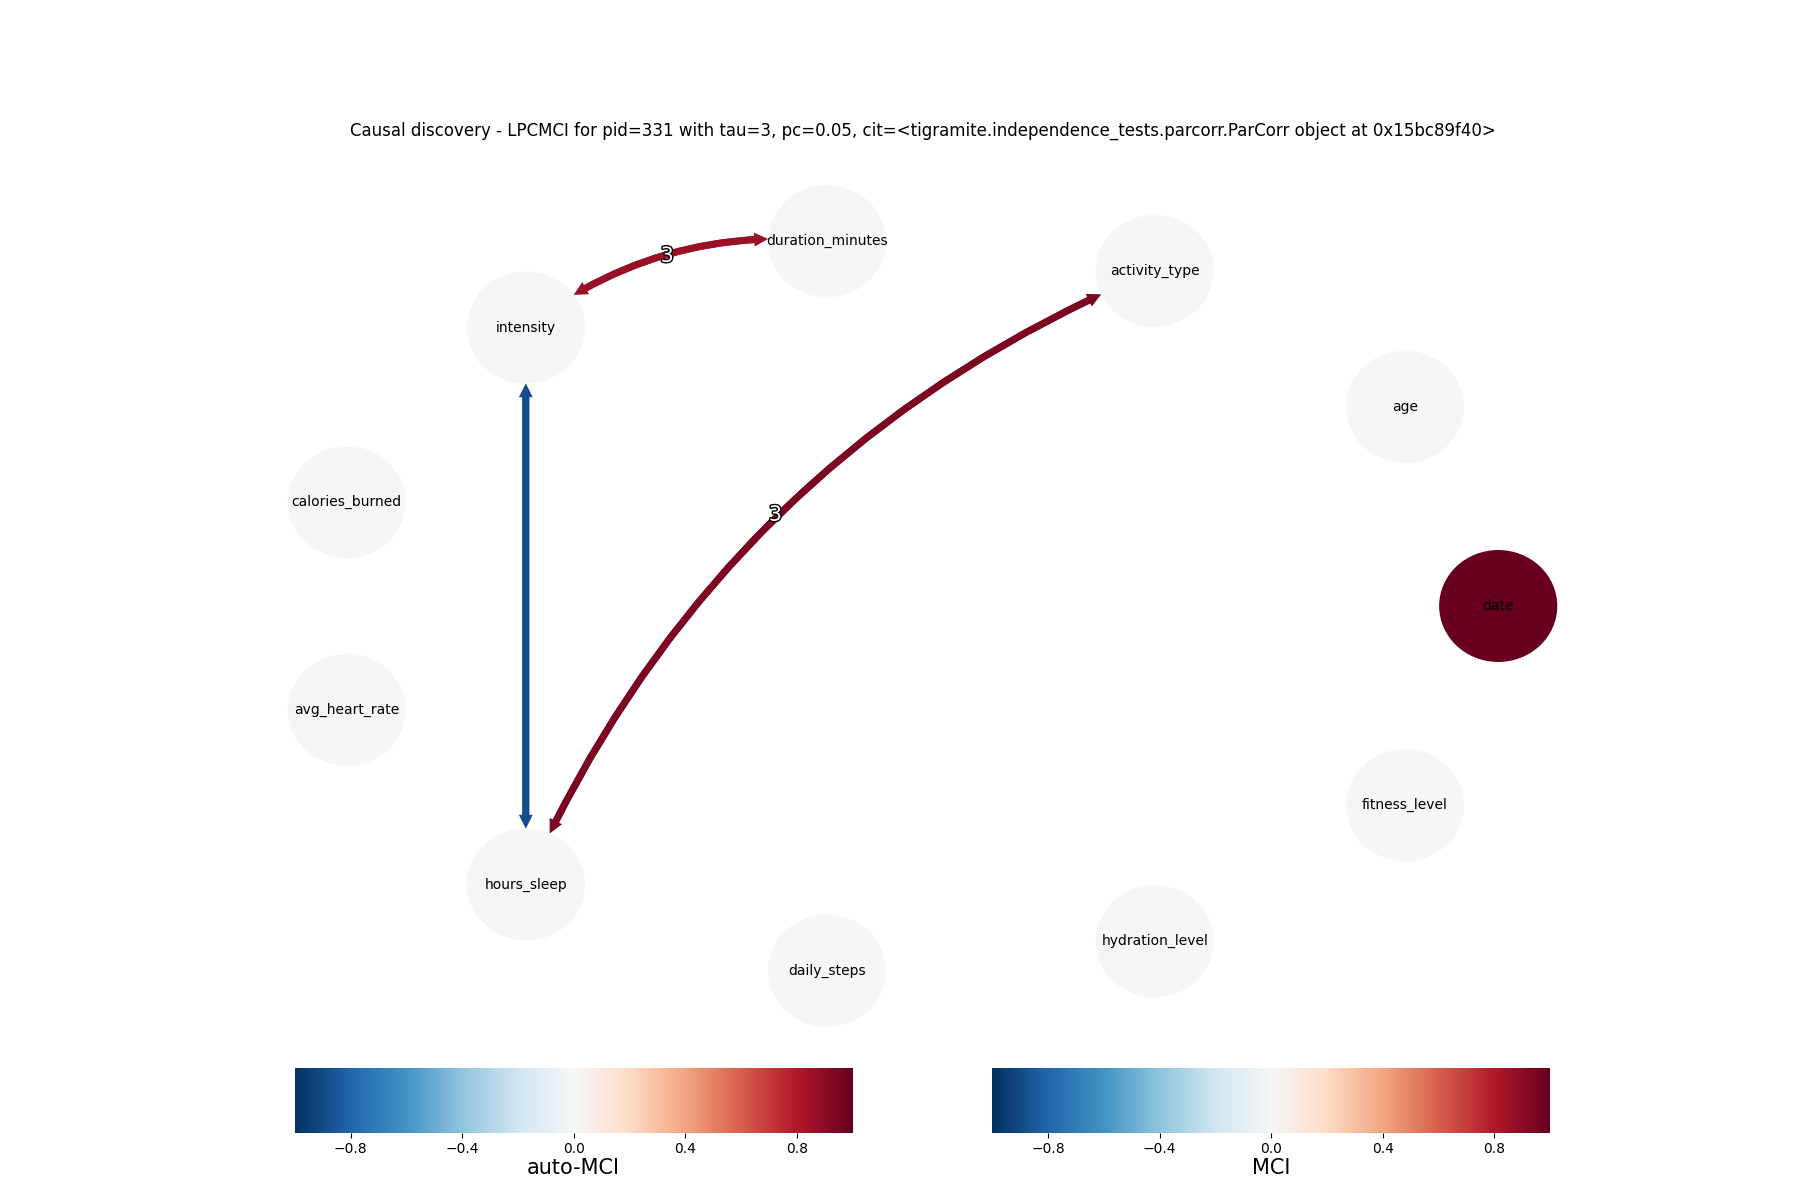 Causal discovery - LPCMCI for pid=331 with tau=3, pc=0.05, cit=<tigramite.independence_tests.parcorr.ParCorr object at 0x15bc89f40>
duration_minutes
3
activity_type
intensity
age
calories_burned
3
date
avg_heart_rate
fitness_level
hours_sleep
hydration_level
daily_steps
−0.8 −0.4 0.0 0.4 0.8
auto-MCI
−0.8 −0.4 0.0 0.4 0.8
MCI